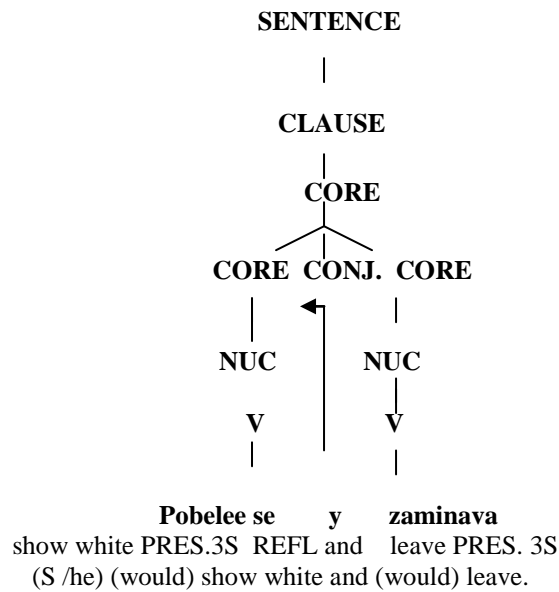 SENTENCE
CLAUSE
CORE
CORE CONJ. CORE
NUC NUC
V V
Pobelee se y zaminava
show white PRES.3S REFL and leave PRES. 3S
(S /he) (would) show white and (would) leave.